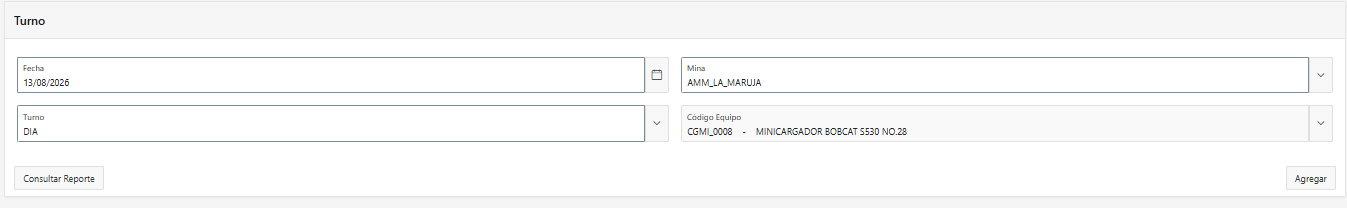 Turno
Fecha
13/08/2026
Mina
AMM_LA_MARUJA
Turno
DIA
Código Equipo
CGMI_0008 - MINICARGADOR BOBCAT S530 NO.28
Consultar Reporte
Agregar